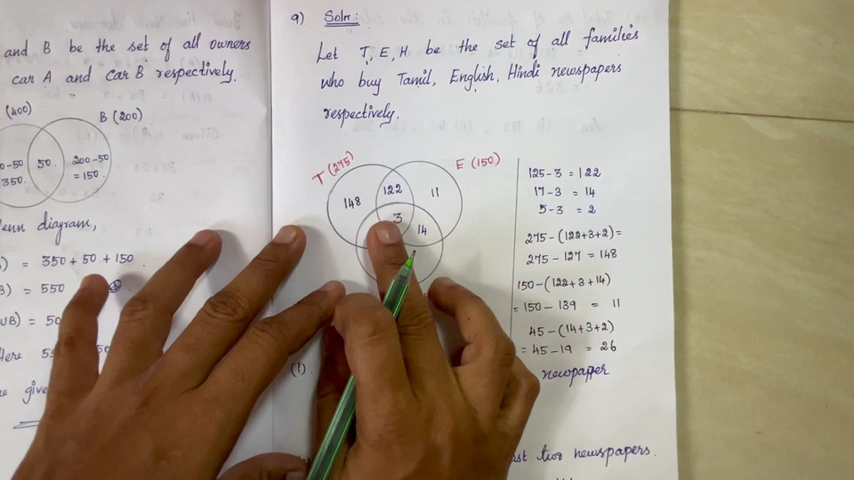 and B be the set of all owners
car A and Car B respectively.
(400)
B (200)
0-50
350.
50.
200-50
=150.
enn diagram,
) = 350 + 50 + 150.
B) = 550
UB) = 50
Here 55
e give
9) Soln:
Let T, E, H be the set of all families
who buy Tamil, English, Hindi newspapers
respectively.
T (275)
E (150)
148
122
11
3
14
125-3 = 122
17-3 = 14
5-3 = 2
275-(122+3+2)=
275-127 = 148
150-(122+3+14)
= 150-139 = 11
45-(14+3+2)
= 45-19 = 26
(i)
newspaper
ast two newspapers.